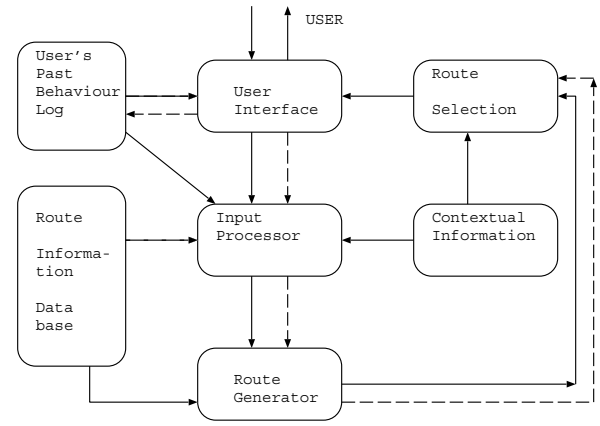 USER
User's
Past
Behaviour
Log
User
Interface
Route
Selection
Route
Informa-
tion
Data
base
Input
Processor
Contextual
Information
Route
Generator